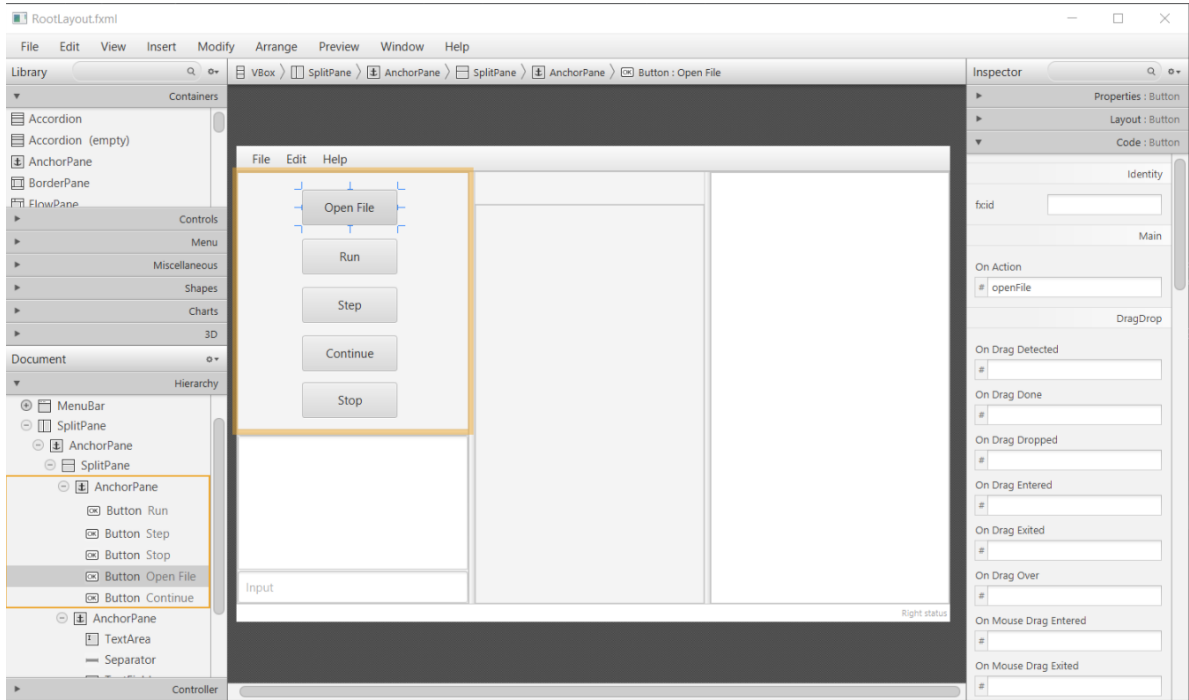 RootLayout.fxml
File Edit View Insert Modify Arrange Preview Window Help
Library
VBox SplitPane AnchorPane SplitPane AnchorPane Button : Open File
Inspector
Containers
Accordion
Accordion (empty)
AnchorPane
BorderPane
FlowPane
Controls
Menu
Miscellaneous
Shapes
Charts
3D
Document
Hierarchy
MenuBar
SplitPane
AnchorPane
SplitPane
AnchorPane
Button Run
Button Step
Button Stop
Button Open File
Button Continue
AnchorPane
TextArea
Separator
Controller
File Edit Help
Open File
Run
Step
Continue
Stop
Input
Right status
Properties : Button
Layout : Button
Code : Button
Identity
fx:id
Main
On Action
# openFile
DragDrop
On Drag Detected
#
On Drag Done
#
On Drag Dropped
#
On Drag Entered
#
On Drag Exited
#
On Drag Over
#
On Mouse Drag Entered
#
On Mouse Drag Exited
#